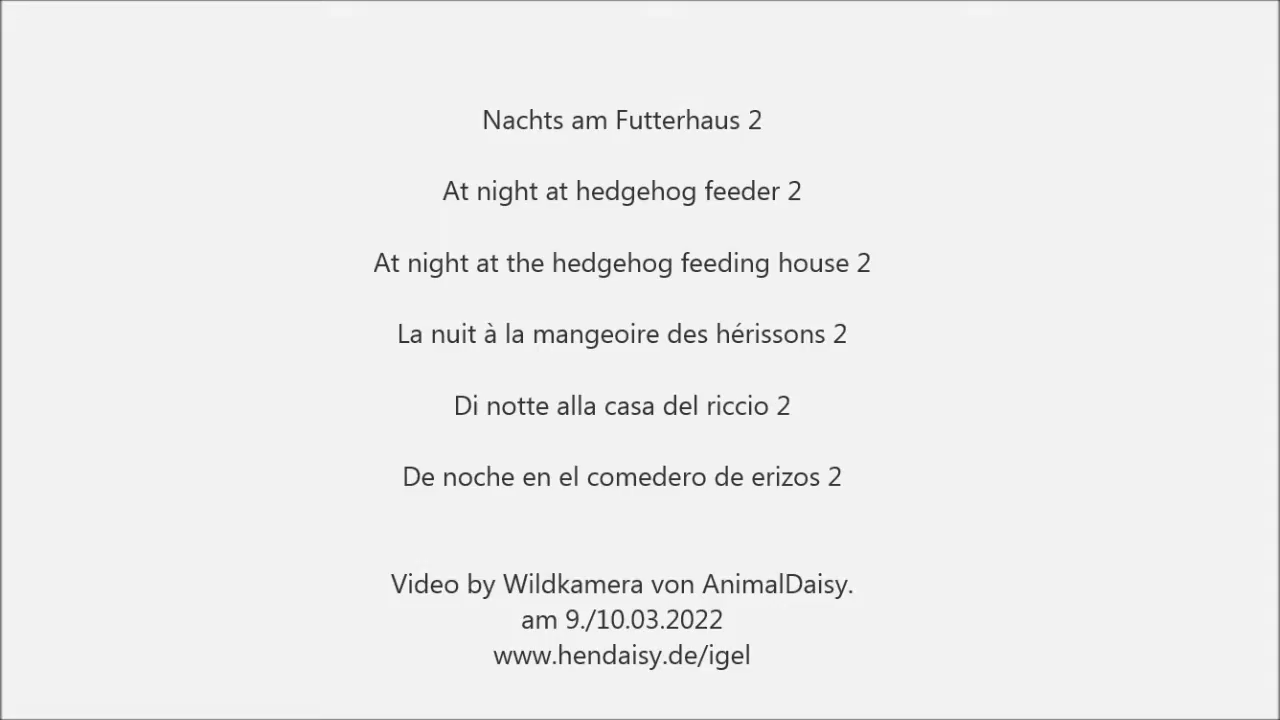 Nachts am Futterhaus 2
At night at hedgehog feeder 2
At night at the hedgehog feeding house 2
La nuit à la mangeoire des hérissons 2
Di notte alla casa del riccio 2
De noche en el comedero de erizos 2
Video by Wildkamera von AnimalDaisy.
am 9./10.03.2022
www.hendaisy.de/igel